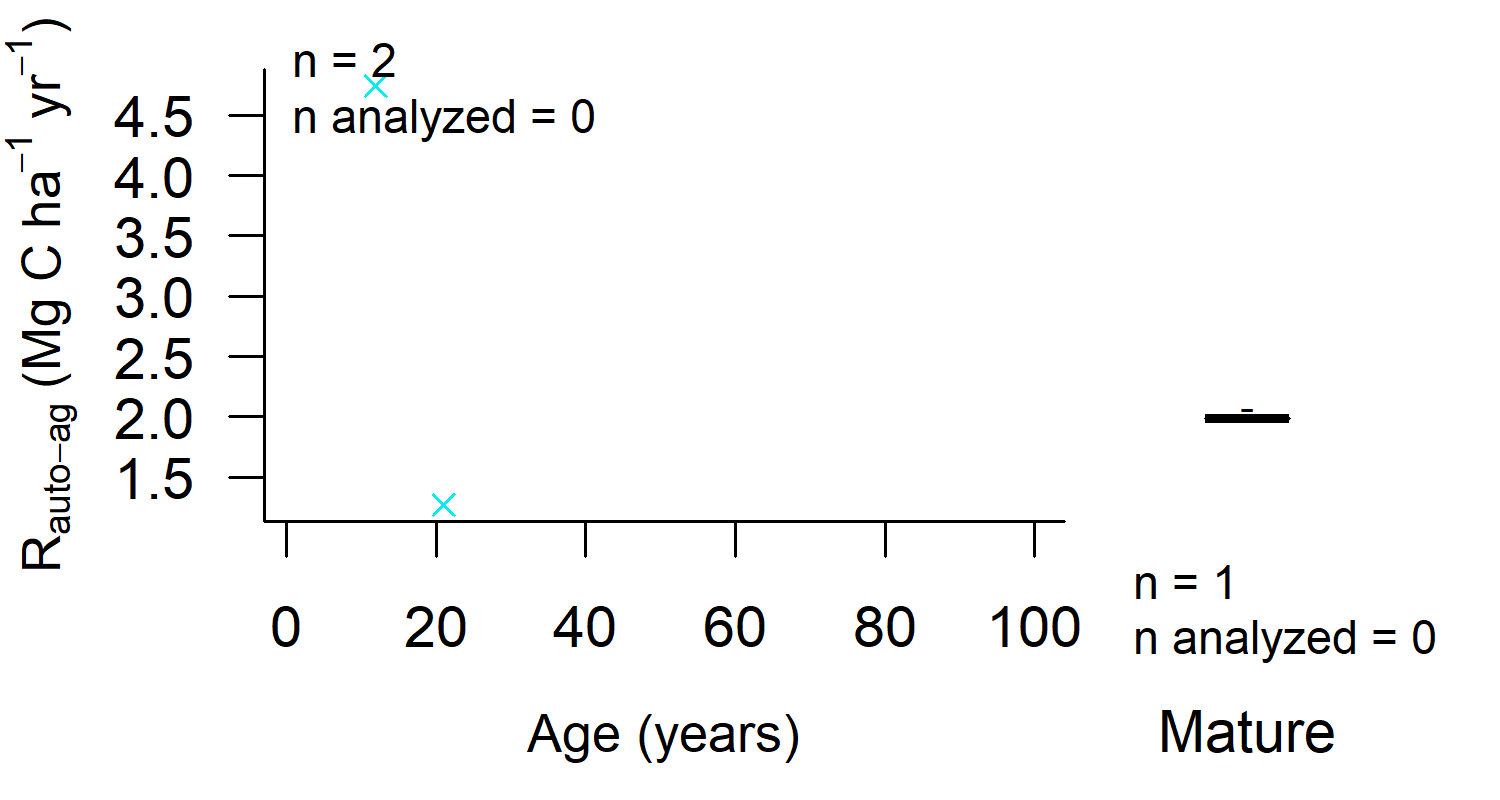 R_auto−ag (Mg C ha^−1 yr^−1)
n = 2
n analyzed = 0
4.5
4.0
3.5
3.0
2.5
2.0
1.5
0 20 40 60 80 100
n = 1
n analyzed = 0
Age (years)
Mature